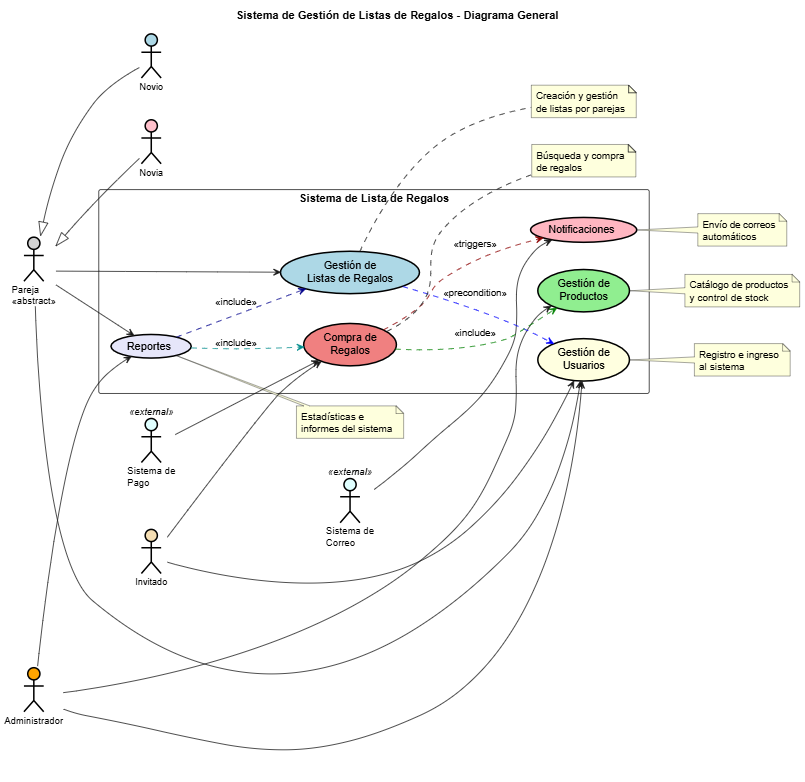 Sistema de Gestión de Listas de Regalos - Diagrama General
Novio
Creación y gestión
de listas por parejas
Novia
Búsqueda y compra
de regalos
Sistema de Lista de Regalos
Notificaciones
Envío de correos
automáticos
«triggers»
Pareja
«abstract»
Gestión de
Listas de Regalos
«precondition»
Gestión de
Productos
Catálogo de productos
y control de stock
«include»
«include»
Reportes
«include»
Compra de
Regalos
Gestión de
Usuarios
Registro e ingreso
al sistema
Estadísticas e
informes del sistema
«external»
Sistema de
Pago
«external»
Sistema de
Correo
Invitado
Administrador